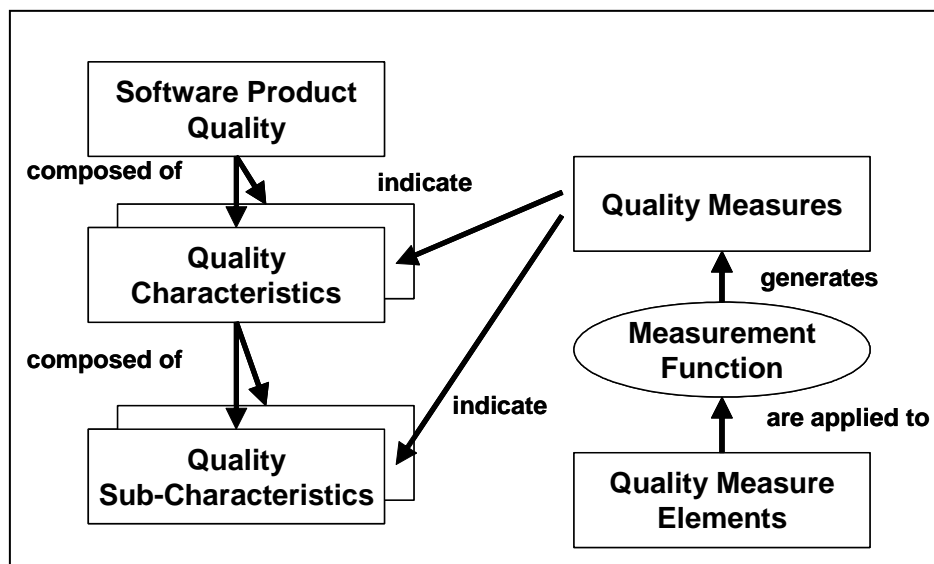 Software Product
Quality
composed of
indicate
Quality Measures
Quality
Characteristics
generates
Measurement
Function
composed of
indicate
are applied to
Quality
Sub-Characteristics
Quality Measure
Elements